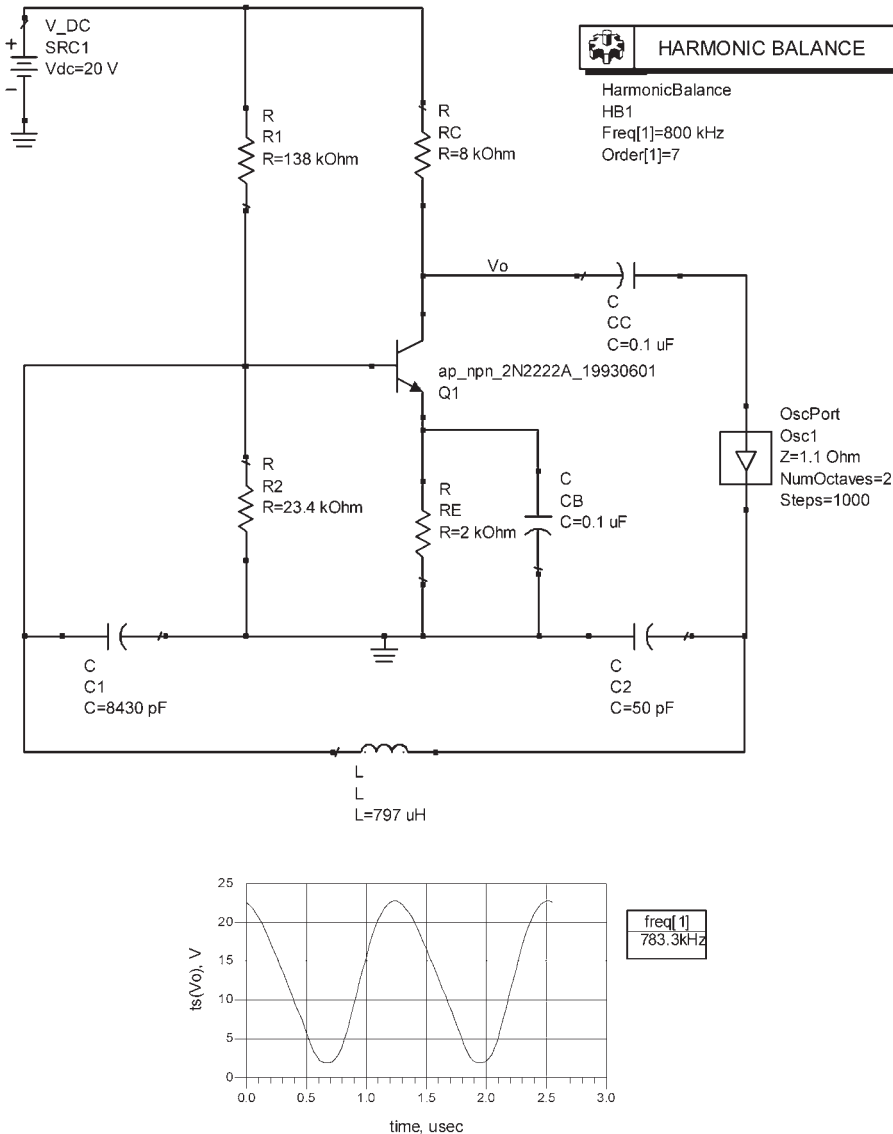 V_DC
SRC1
Vdc=20 V
+
−
HARMONIC BALANCE
HarmonicBalance
HB1
Freq[1]=800 kHz
Order[1]=7
R
R1
R=138 kOhm
R
RC
R=8 kOhm
Vo
C
CC
C=0.1 uF
ap_npn_2N2222A_19930601
Q1
OscPort
Osc1
Z=1.1 Ohm
NumOctaves=2
Steps=1000
R
R2
R=23.4 kOhm
R
RE
R=2 kOhm
C
CB
C=0.1 uF
C
C1
C=8430 pF
C
C2
C=50 pF
L
L
L=797 uH
25
20
15
10
5
0
ts(Vo), V
0.0 0.5 1.0 1.5 2.0 2.5 3.0
time, usec
freq[1]
783.3kHz